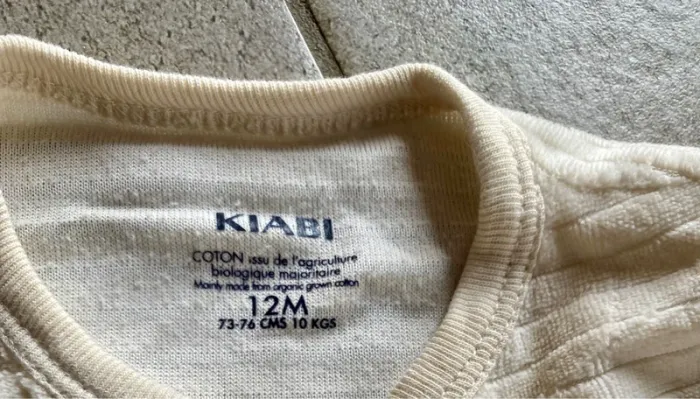 KIABI
COTON issu de l'agriculture
biologique majoritaire
Mainly made from organic grown cotton
12M
73-76 CMS 10 KGS